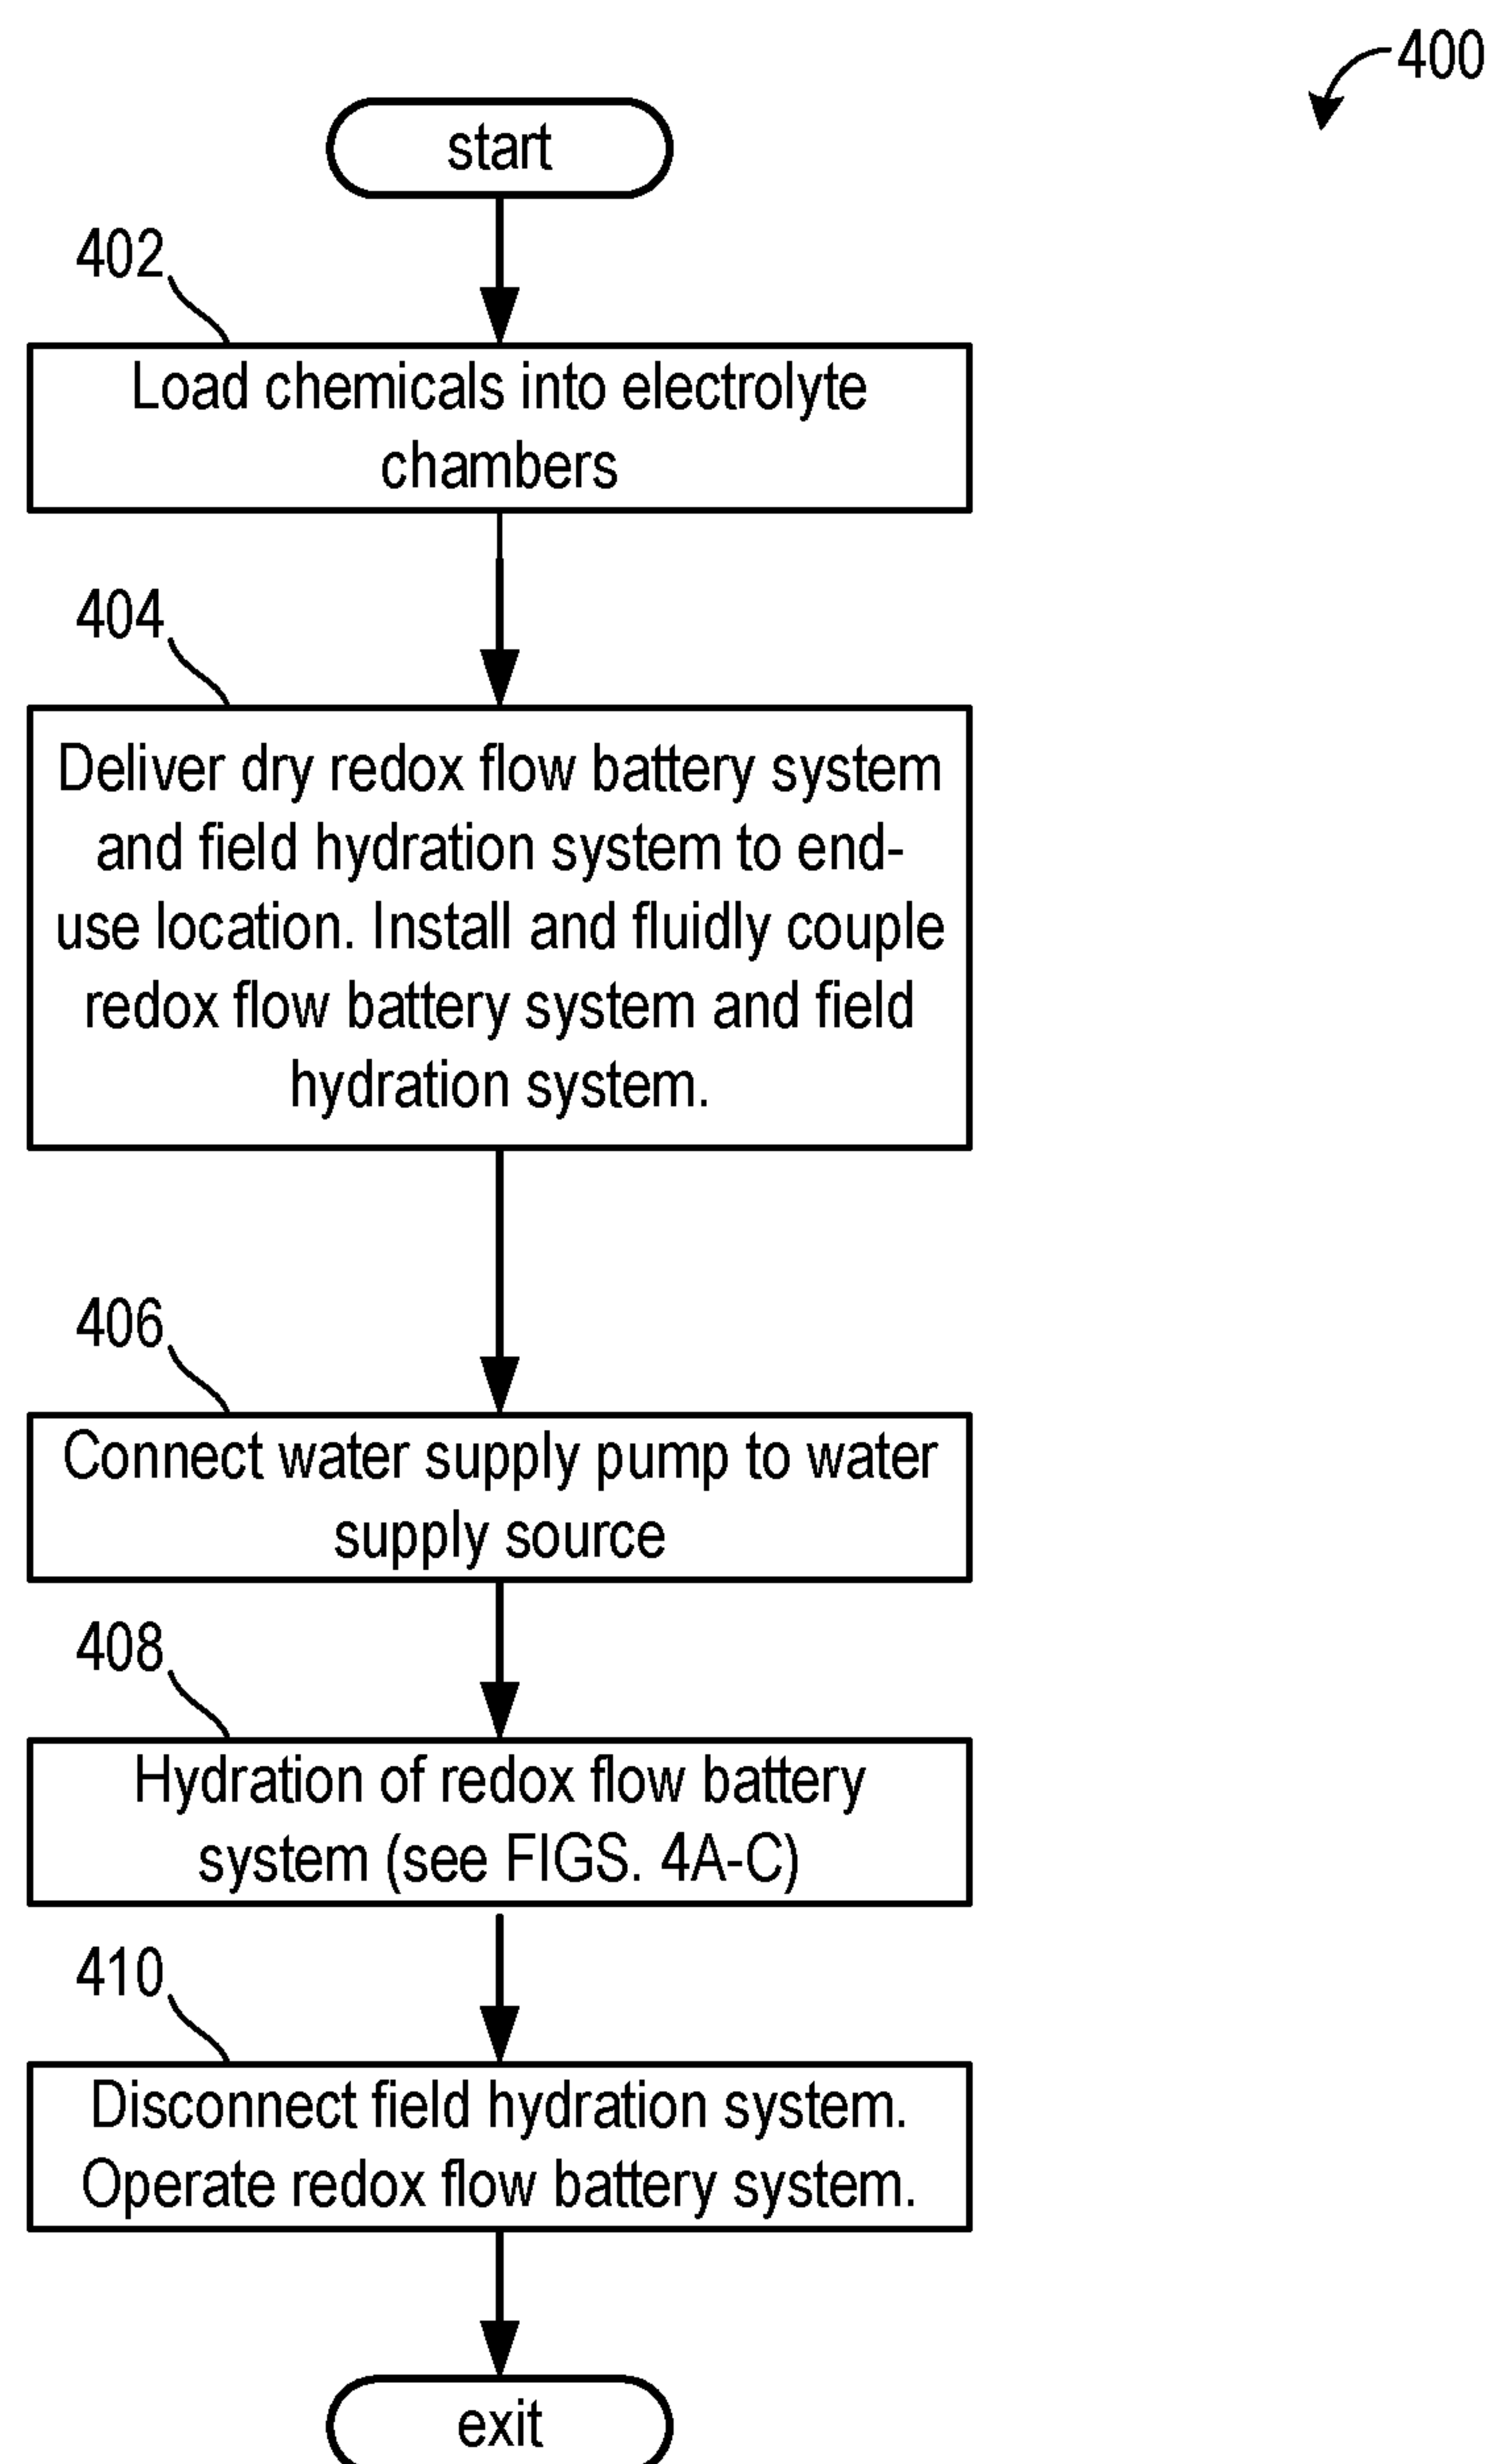 400
start
402
Load chemicals into electrolyte
chambers
404
Deliver dry redox flow battery system
and field hydration system to end-
use location. Install and fluidly couple
redox flow battery system and field
hydration system.
406
Connect water supply pump to water
supply source
408
Hydration of redox flow battery
system (see FIGS. 4A-C)
410
Disconnect field hydration system.
Operate redox flow battery system.
exit